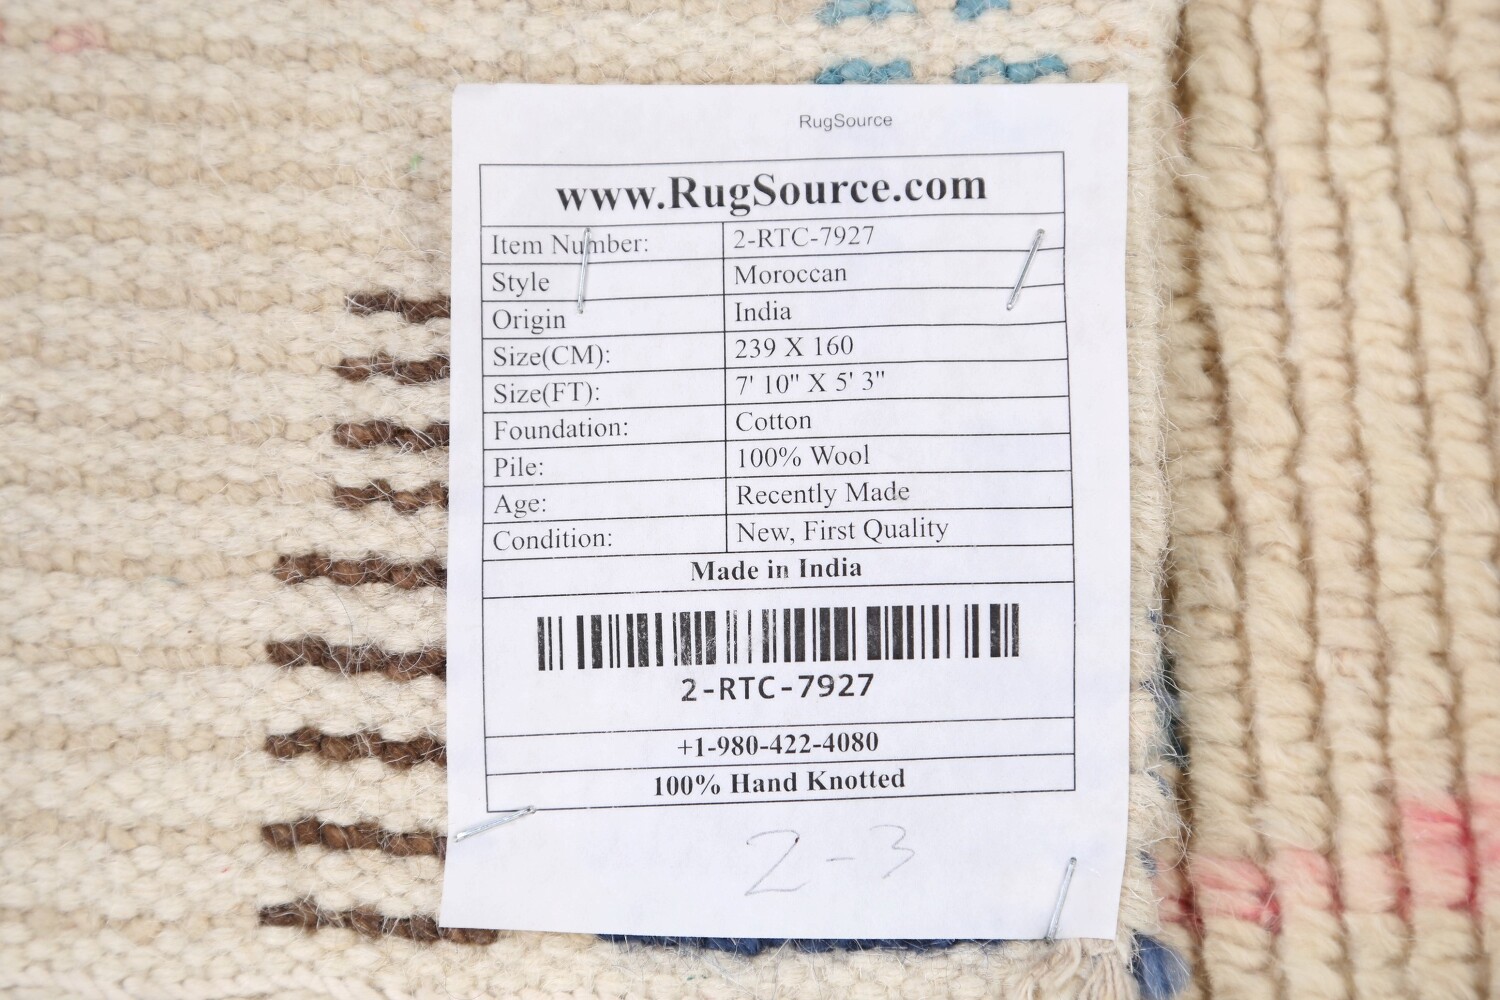 RugSource
www.RugSource.com
Item Number: 2-RTC-7927
Style Moroccan
Origin India
Size(CM): 239 X 160
Size(FT): 7' 10" X 5' 3"
Foundation: Cotton
Pile: 100% Wool
Age: Recently Made
Condition: New, First Quality
Made in India
2-RTC-7927
+1-980-422-4080
100% Hand Knotted
2-3